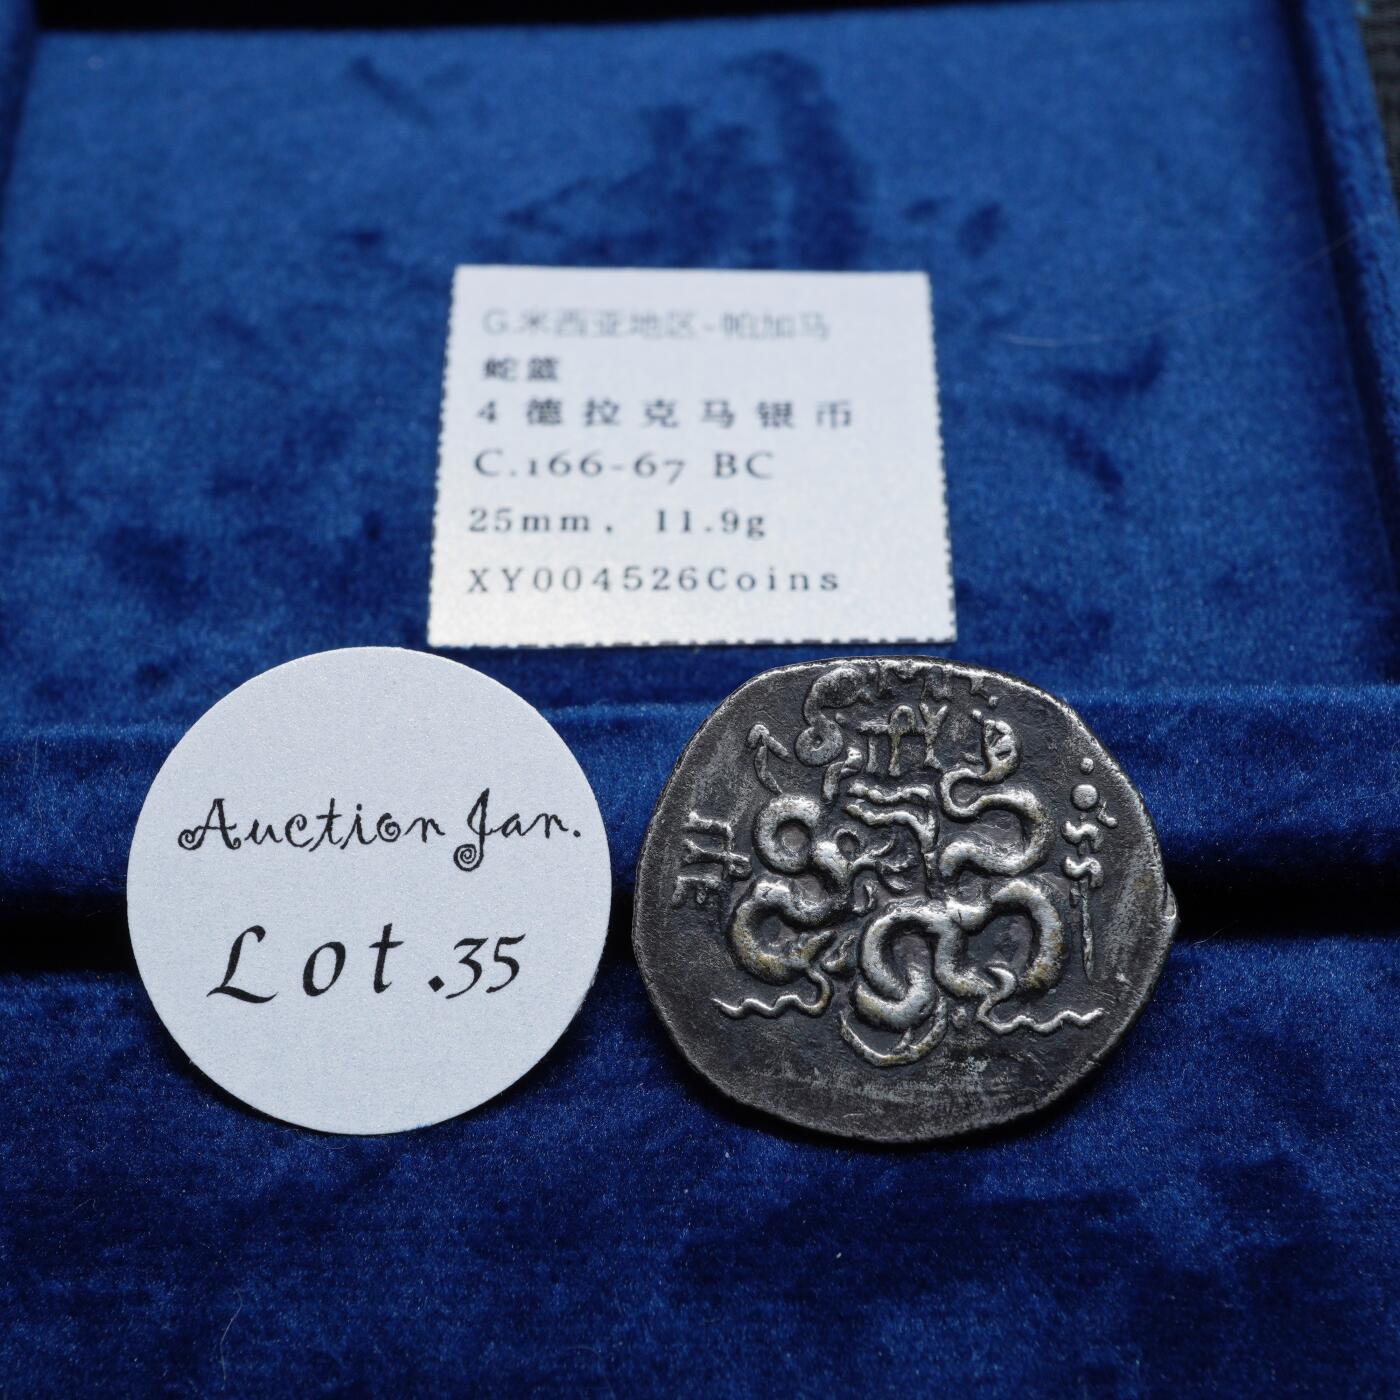 G.米西亚地区-帕加马
蛇篮
4 德拉克马银币
C.166-67 BC
25mm, 11.9g
XY004526Coins
Auction Jan.
Lot.35